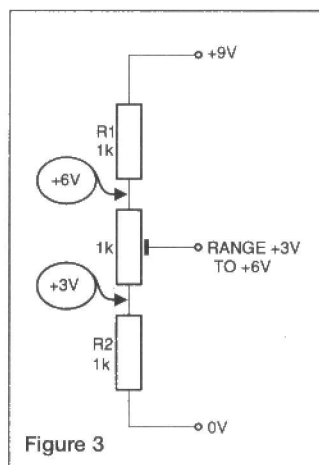 +9V
R1
1k
+6V
1k
RANGE +3V
TO +6V
+3V
R2
1k
0V
Figure 3